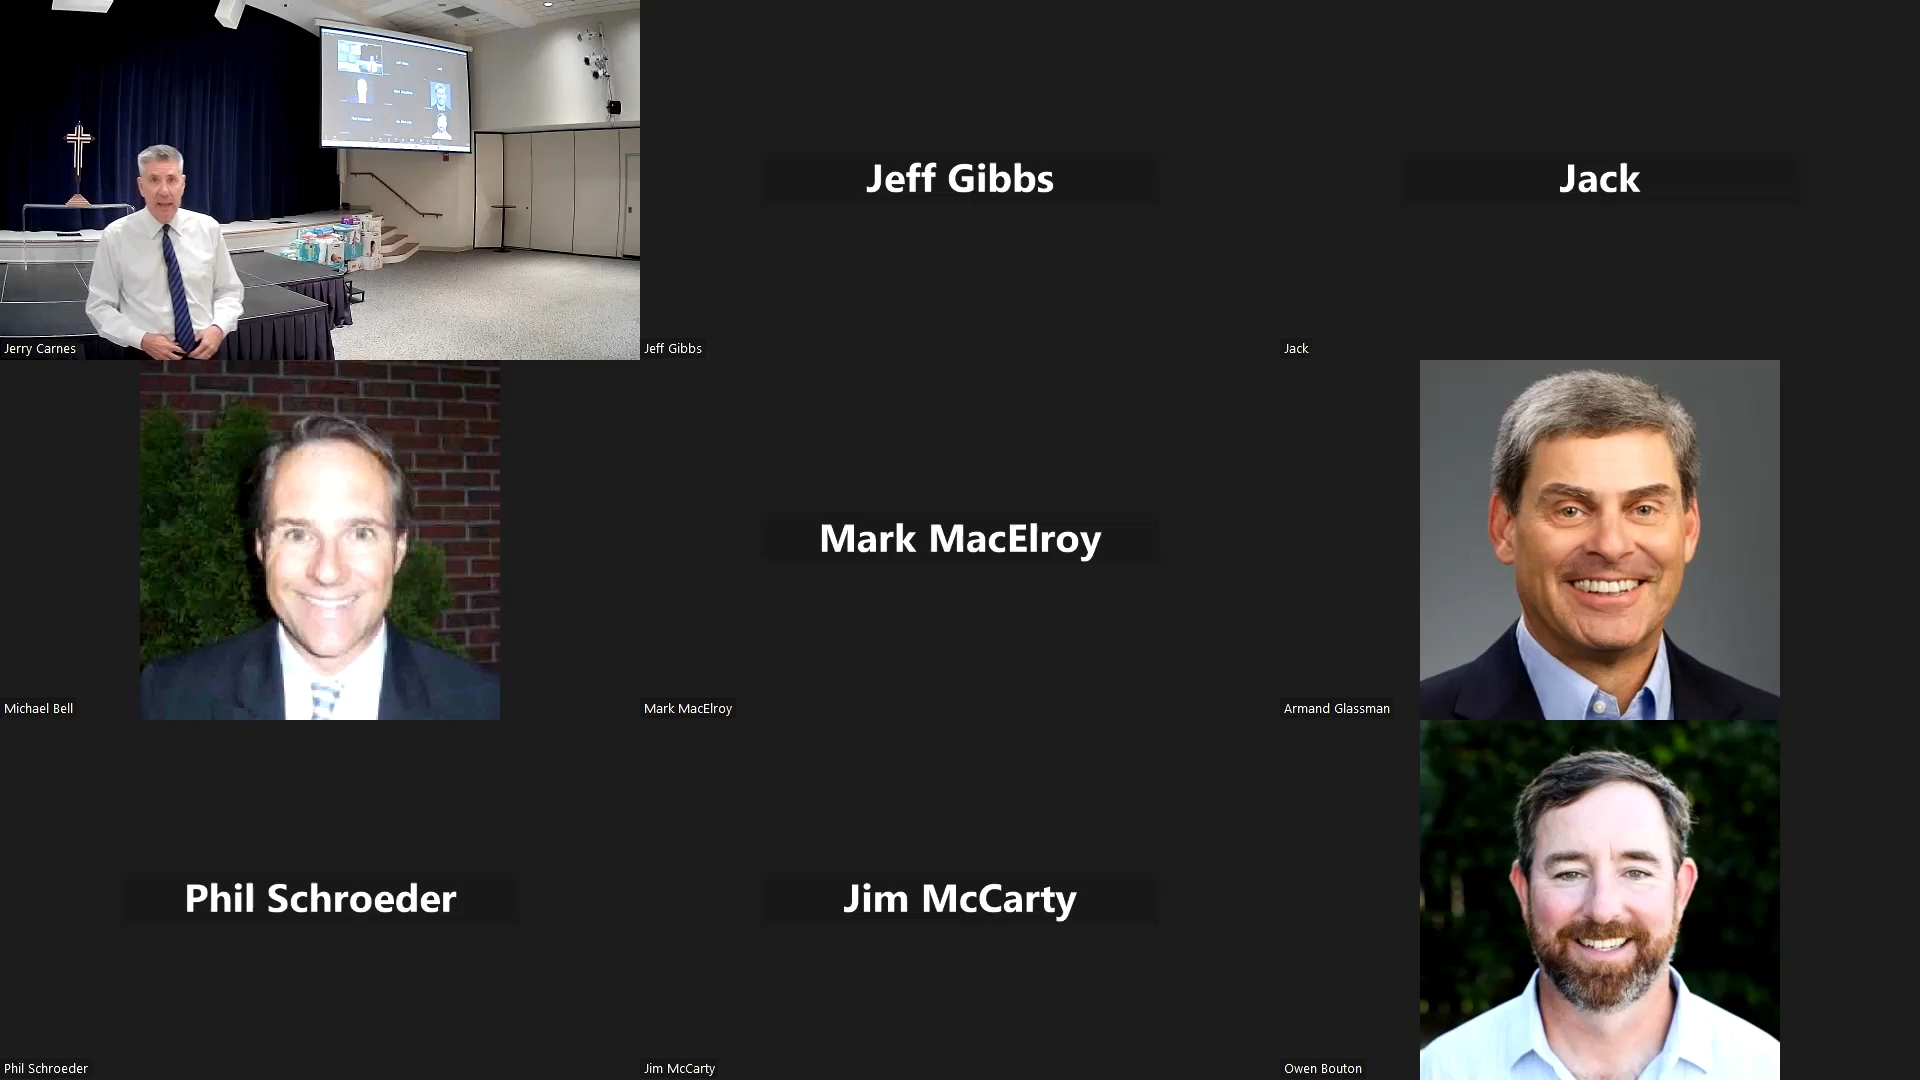 Jerry Carnes
Jeff Gibbs
Jeff Gibbs
Jack
Jack
Michael Bell
Mark MacElroy
Mark MacElroy
Armand Glassman
Phil Schroeder
Phil Schroeder
Jim McCarty
Jim McCarty
Owen Bouton